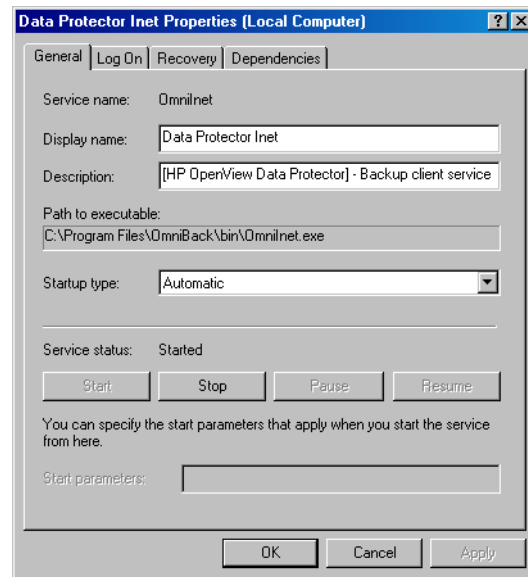 Data Protector Inet Properties (Local Computer)
General Log On Recovery Dependencies
Service name: OmniInet
Display name: Data Protector Inet
Description: [HP OpenView Data Protector] - Backup client service
Path to executable:
C:\Program Files\OmniBack\bin\OmniInet.exe
Startup type: Automatic
Service status: Started
Start Stop Pause Resume
You can specify the start parameters that apply when you start the service
from here.
Start parameters:
OK Cancel Apply